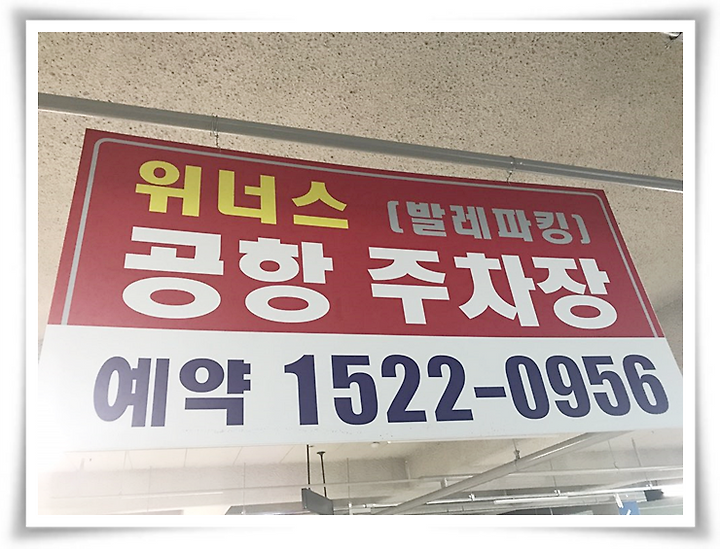 위너스 (발레파킹)
공항 주차장
예약 1522-0956